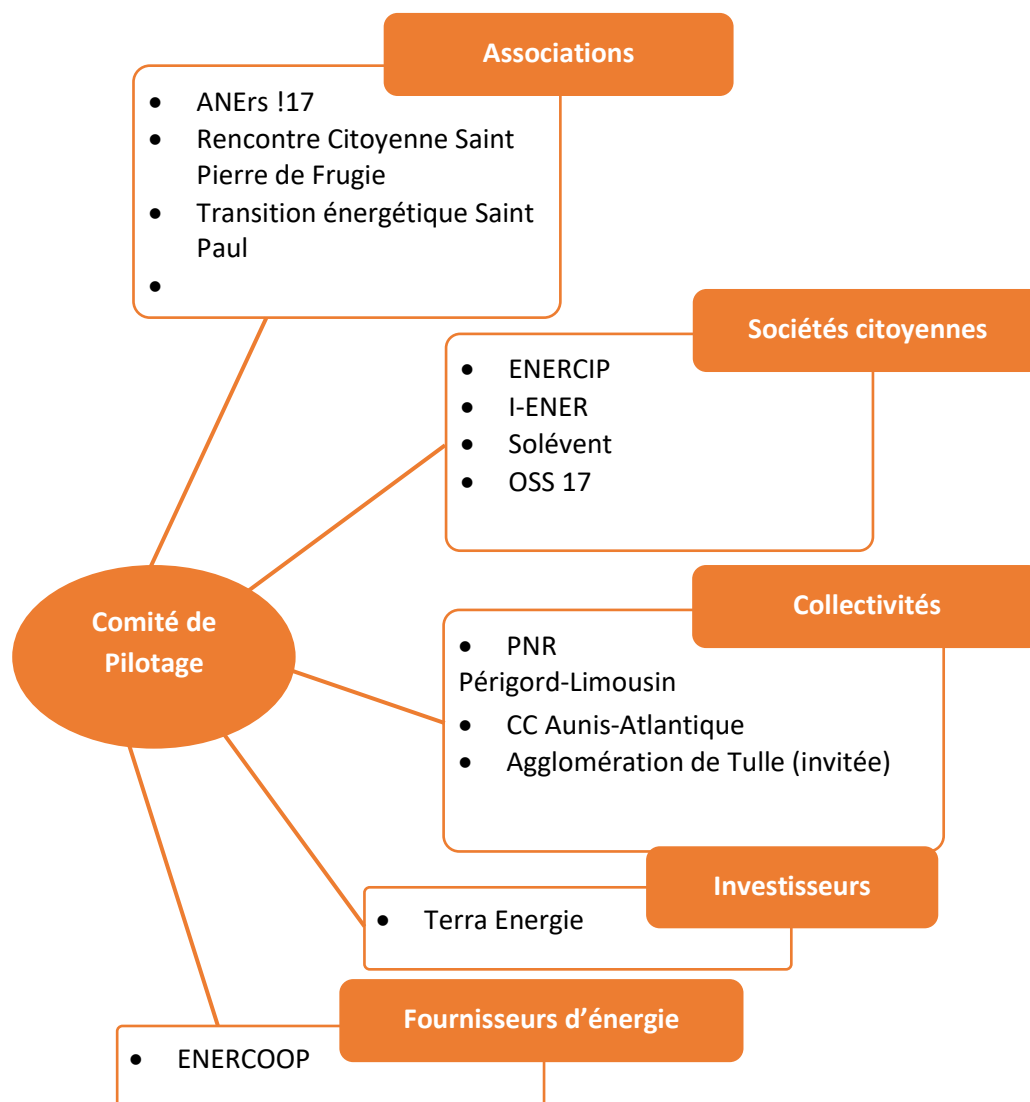 Associations
• ANErs !17
• Rencontre Citoyenne Saint
Pierre de Frugie
• Transition énergétique Saint
Paul
•
Sociétés citoyennes
• ENERCIP
• I-ENER
• Solévent
• OSS 17
Comité de
Pilotage
Collectivités
• PNR
Périgord-Limousin
• CC Aunis-Atlantique
• Agglomération de Tulle (invitée)
Investisseurs
• Terra Energie
Fournisseurs d’énergie
• ENERCOOP